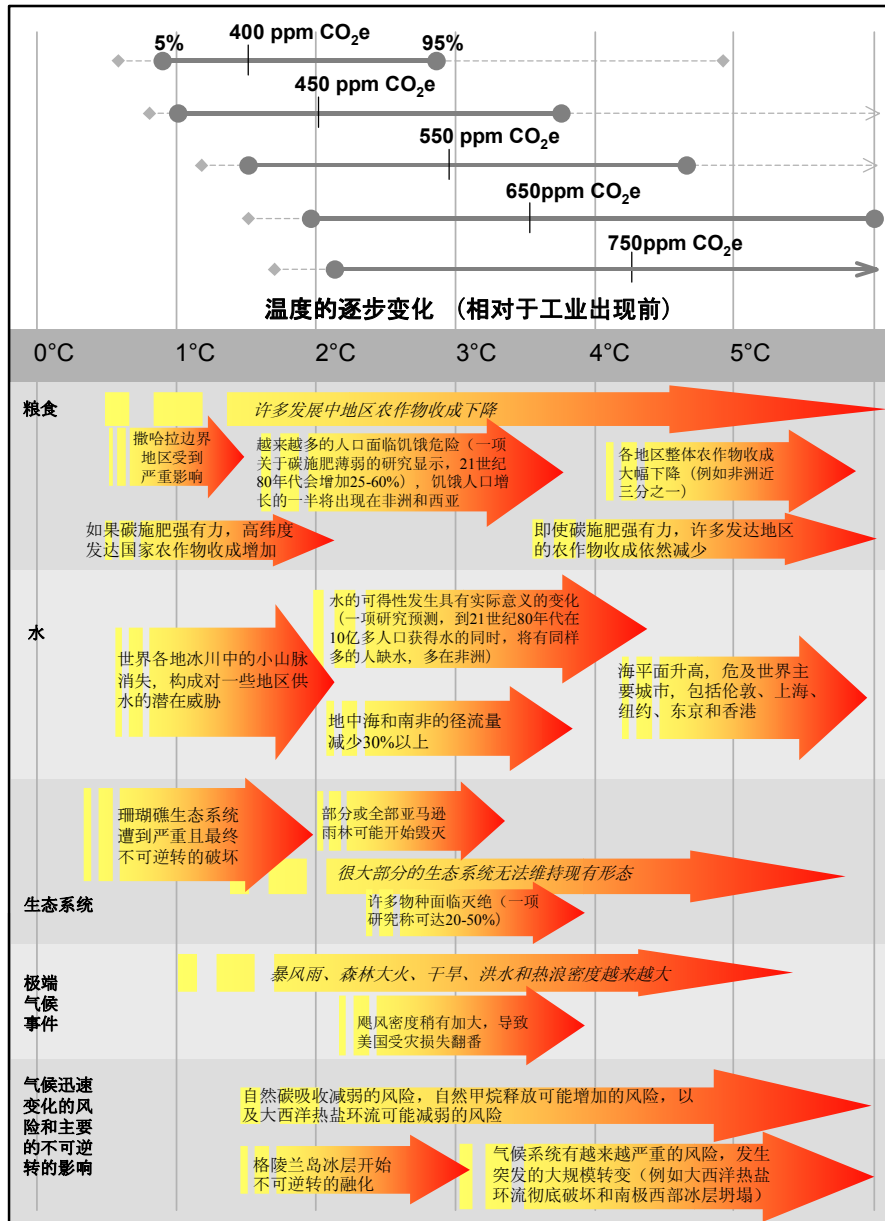 5% 400 ppm CO₂e 95%
450 ppm CO₂e
550 ppm CO₂e
650ppm CO₂e
750ppm CO₂e
温度的逐步变化 (相对于工业出现前)
0°C 1°C 2°C 3°C 4°C 5°C
粮食
许多发展中地区农作物收成下降
撒哈拉边界
地区受到
严重影响
越来越多的人口面临饥饿危险（一项
关于碳施肥薄弱的研究显示，21世纪
80年代会增加25-60%）, 饥饿人口增
长的一半将出现在非洲和西亚
各地区整体农作物收成
大幅下降（例如非洲近
三分之一）
如果碳施肥强有力，高纬度
发达国家农作物收成增加
即使碳施肥强有力，许多发达地区
的农作物收成依然减少
水
水的可得性发生具有实际意义的变化
（一项研究预测，到21世纪80年代在
10亿多人口获得水的同时，将有同样
多的人缺水，多在非洲）
世界各地冰川中的小山脉
消失，构成对一些地区供
水的潜在威胁
地中海和南非的径流量
减少30%以上
海平面升高，危及世界主
要城市，包括伦敦、上海、
纽约、东京和香港
生态系统
珊瑚礁生态系统
遭到严重且最终
不可逆转的破坏
部分或全部亚马逊
雨林可能开始毁灭
很大部分的生态系统无法维持现有形态
许多物种面临灭绝（一项
研究称可达20-50%）
极端
气候
事件
暴风雨、森林大火、干旱、洪水和热浪密度越来越大
飓风密度稍有加大，导致
美国受灾损失翻番
气候迅速
变化的风
险和主要
的不可逆
转的影响
自然碳吸收减弱的风险，自然甲烷释放可能增加的风险，以
及大西洋热盐环流可能减弱的风险
格陵兰岛冰层开始
不可逆转的融化
气候系统有越来越严重的风险，发生
突发的大规模转变（例如大西洋热盐
环流彻底破坏和南极西部冰层坍塌）